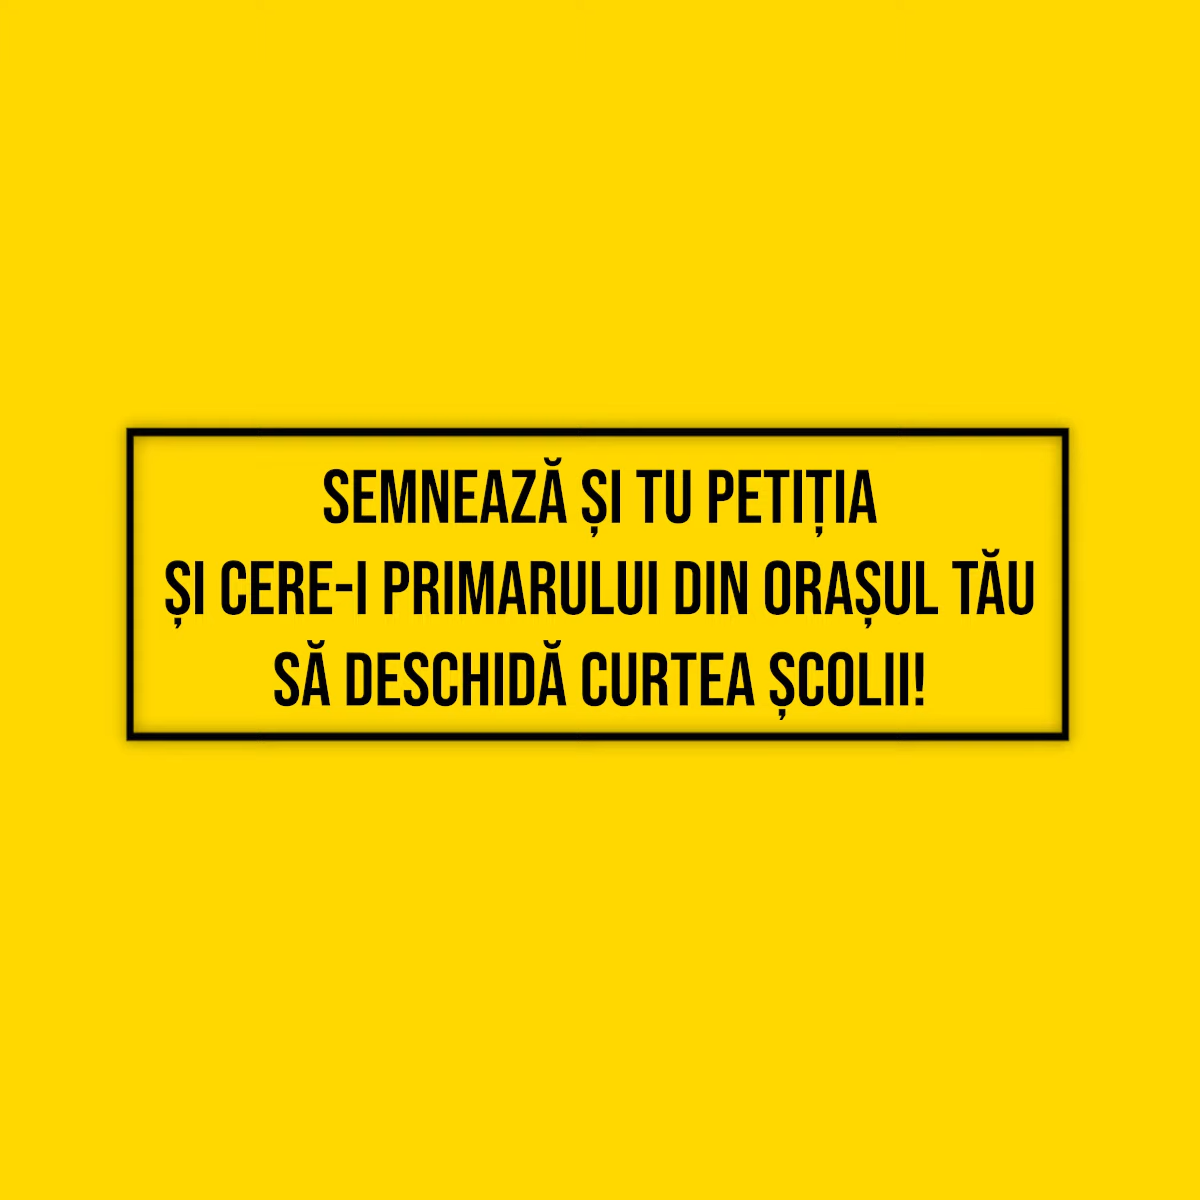 SEMNEAZĂ ȘI TU PETIȚIA
ȘI CERE-I PRIMARULUI DIN ORAȘUL TĂU
SĂ DESCHIDĂ CURTEA ȘCOLII!